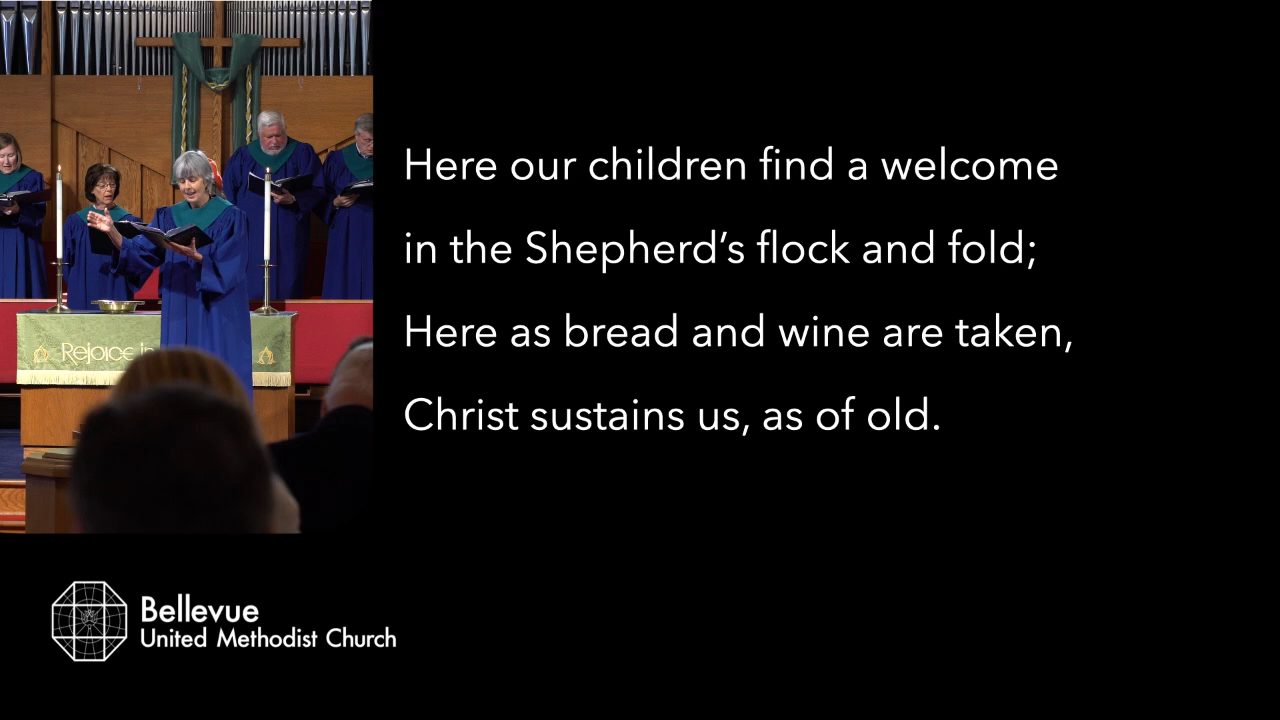 Here our children find a welcome
in the Shepherd’s flock and fold;
Here as bread and wine are taken,
Christ sustains us, as of old.
Rejoice in
Bellevue
United Methodist Church